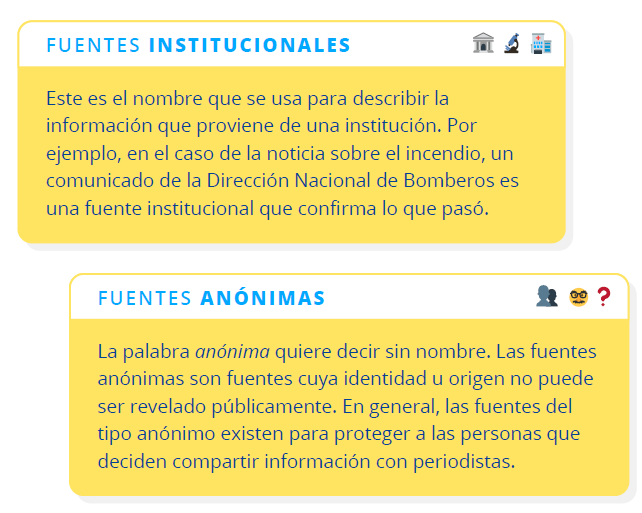 FUENTES INSTITUCIONALES
Este es el nombre que se usa para describir la
información que proviene de una institución. Por
ejemplo, en el caso de la noticia sobre el incendio, un
comunicado de la Dirección Nacional de Bomberos es
una fuente institucional que confirma lo que pasó.
FUENTES ANÓNIMAS
La palabra anónima quiere decir sin nombre. Las fuentes
anónimas son fuentes cuya identidad u origen no puede
ser revelado públicamente. En general, las fuentes del
tipo anónimo existen para proteger a las personas que
deciden compartir información con periodistas.